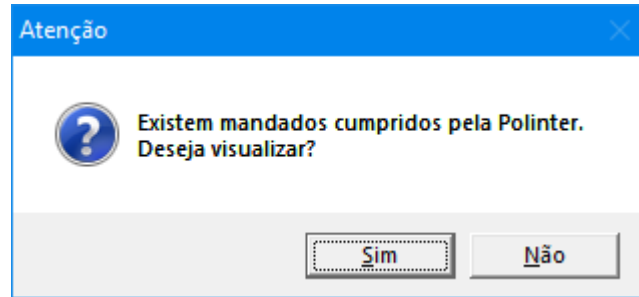 Atenção
Existem mandados cumpridos pela Polinter.
Deseja visualizar?
Sim
Não